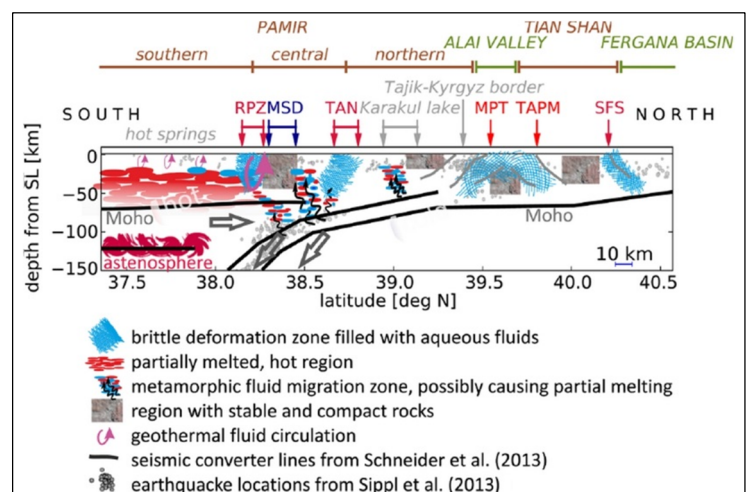 PAMIR TIAN SHAN
southern central northern ALAI VALLEY FERGANA BASIN
Tajik-Kyrgyz border
SOUTH RPZ MSD TAN Karakul lake MPT TAPM SFS NORTH
hot springs
depth from SL [km]
0
−50
−100
−150
hot
Moho Moho
astenosphere
10 km
37.5 38.0 38.5 39.0 39.5 40.0 40.5
latitude [deg N]
brittle deformation zone filled with aqueous fluids
partially melted, hot region
metamorphic fluid migration zone, possibly causing partial melting
region with stable and compact rocks
geothermal fluid circulation
seismic converter lines from Schneider et al. (2013)
earthquacke locations from Sippl et al. (2013)